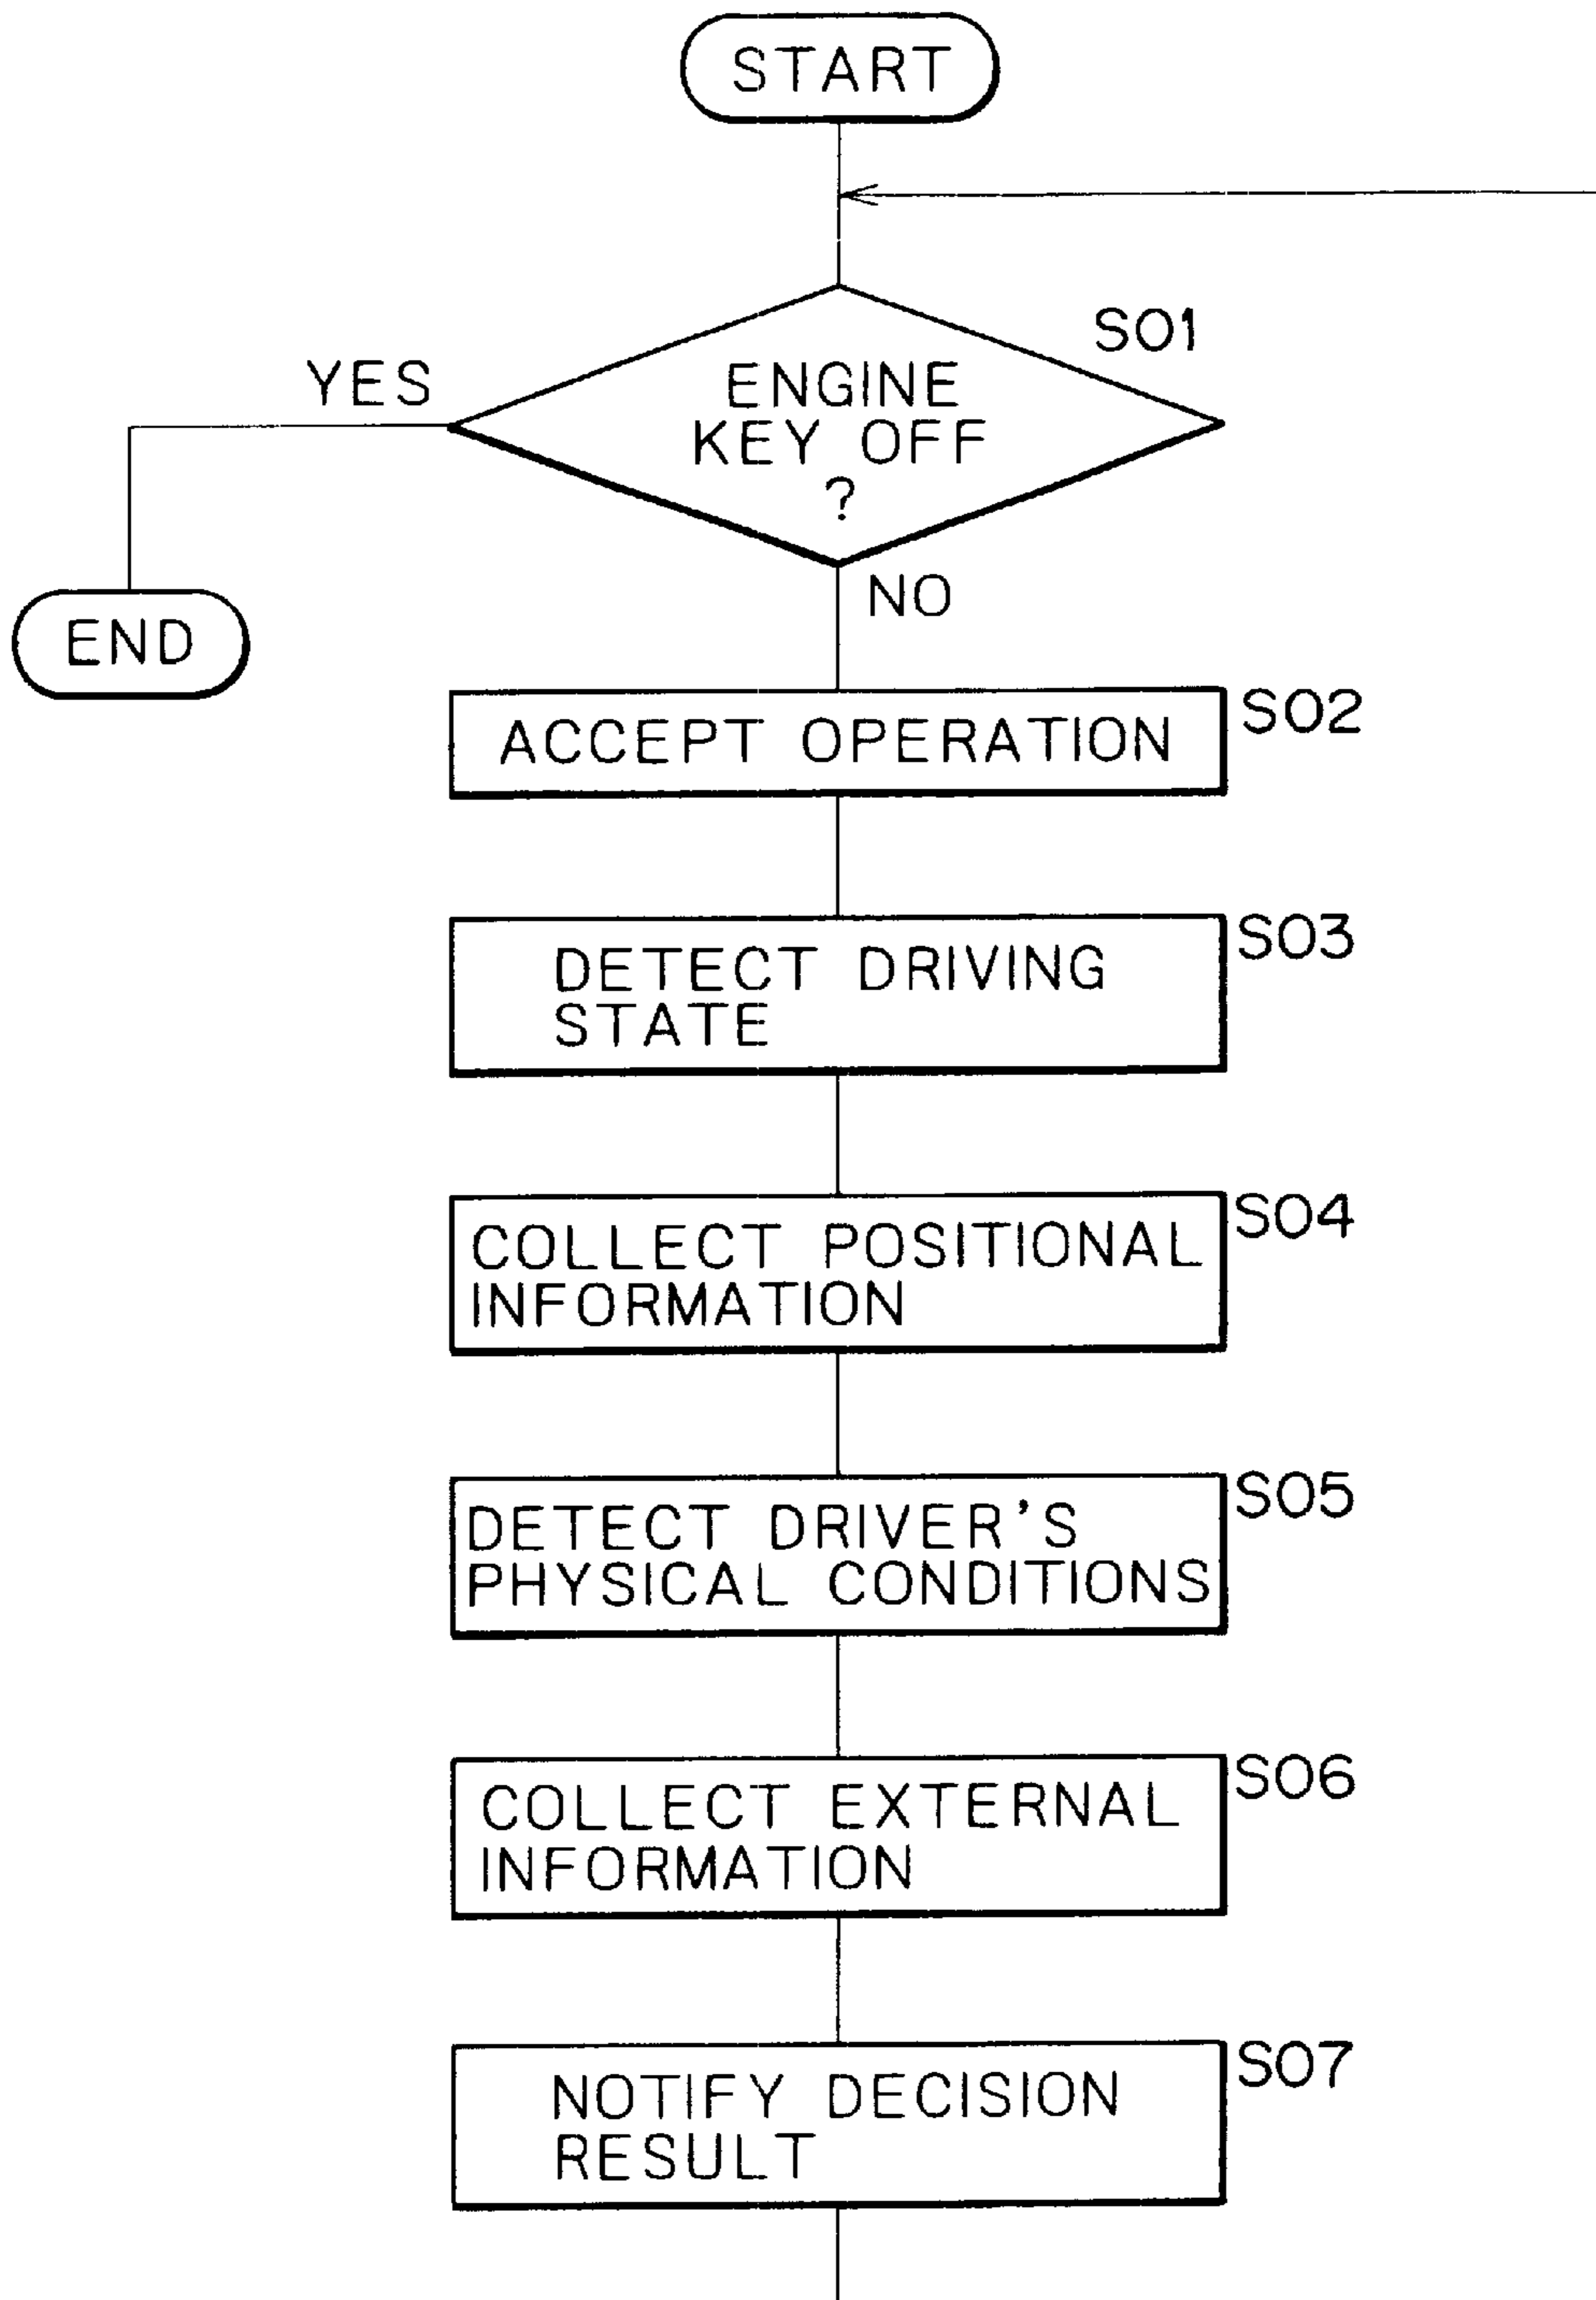 START
S01
YES
ENGINE
KEY OFF
?
NO
END
S02
ACCEPT OPERATION
S03
DETECT DRIVING
STATE
S04
COLLECT POSITIONAL
INFORMATION
S05
DETECT DRIVER'S
PHYSICAL CONDITIONS
S06
COLLECT EXTERNAL
INFORMATION
S07
NOTIFY DECISION
RESULT